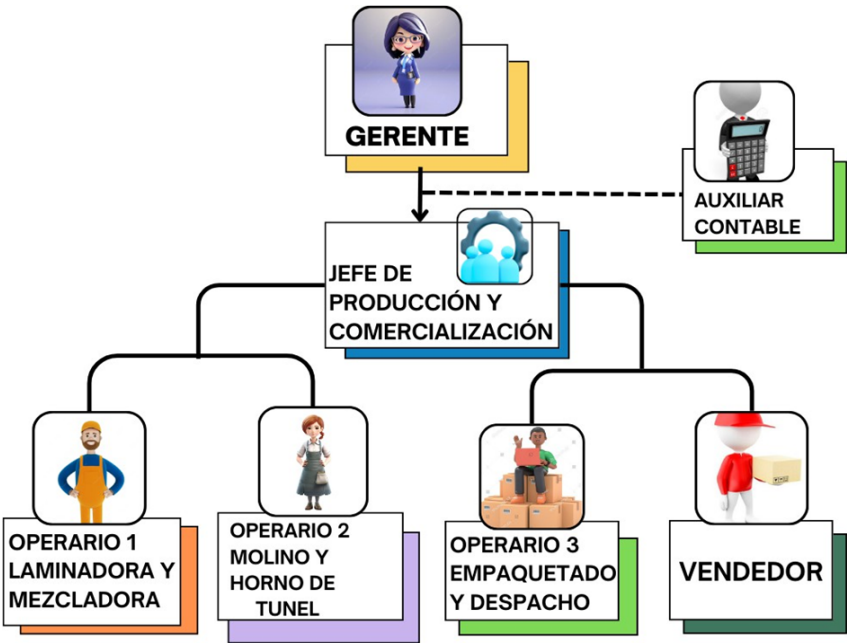 GERENTE
AUXILIAR
CONTABLE
JEFE DE
PRODUCCIÓN Y
COMERCIALIZACIÓN
OPERARIO 1
LAMINADORA Y
MEZCLADORA
OPERARIO 2
MOLINO Y
HORNO DE
TUNEL
OPERARIO 3
EMPAQUETADO
Y DESPACHO
VENDEDOR